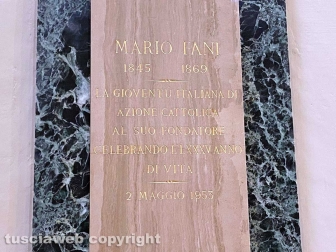 MARIO FANI
1845 1869
LA GIOVENTÙ ITALIANA DI
AZIONE CATTOLICA
AL SUO FONDATORE
CELEBRANDO ANNO
DI VITA
2 MAGGIO 1955
tusciaweb copyright